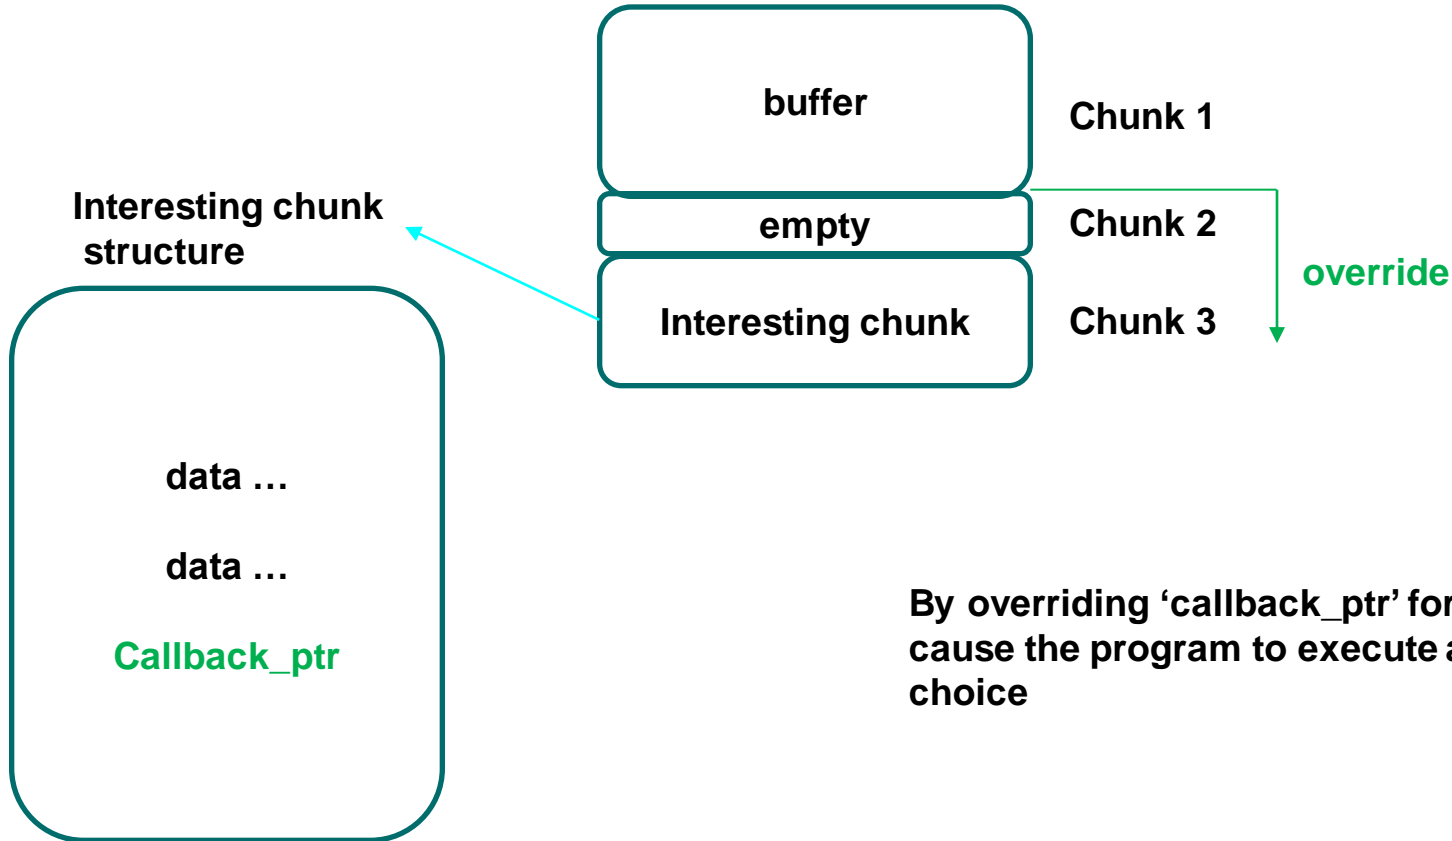 buffer
Chunk 1
Interesting chunk
structure
empty
Chunk 2
override
Interesting chunk
Chunk 3
data …
data …
Callback_ptr
By overriding ‘callback_ptr’ for
cause the program to execute a
choice